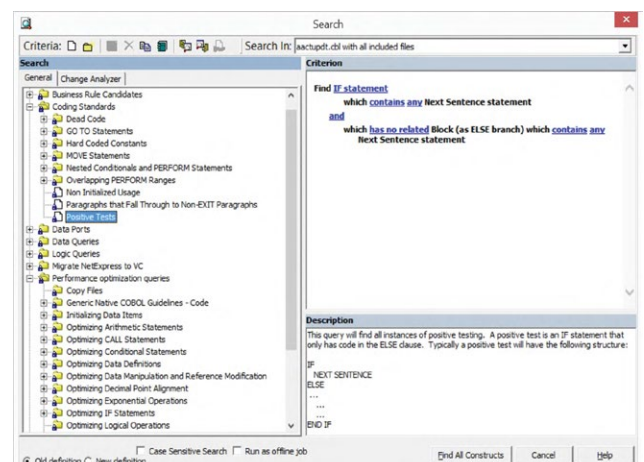 Search
Criteria:
Search In: aactupdt.cbl with all included files
Search
General Change Analyzer
Business Rule Candidates
Coding Standards
Dead Code
GO TO Statements
Hard Coded Constants
MOVE Statements
Nested Conditionals and PERFORM Statements
Overlapping PERFORM Ranges
Non Initialized Usage
Paragraphs that Fall Through to Non-EXIT Paragraphs
Positive Tests
Data Ports
Data Queries
Logic Queries
Migrate NetExpress to VC
Performance optimization queries
Copy Files
Generic Native COBOL Guidelines - Code
Initializing Data Items
Optimizing Arithmetic Statements
Optimizing CALL Statements
Optimizing Conditional Statements
Optimizing Data Definitions
Optimizing Data Manipulation and Reference Modification
Optimizing Decimal Point Alignment
Optimizing Exponential Operations
Optimizing IF Statements
Optimizing Logical Operations
Criterion
Find IF statement
which contains any Next Sentence statement
and
which has no related Block (as ELSE branch) which contains any
Next Sentence statement
Description
This query will find all instances of positive testing. A positive test is an IF statement that
only has code in the ELSE clause. Typically a positive test will have the following structure:
IF
NEXT SENTENCE
ELSE
...
...
...
END IF
Case Sensitive Search Run as offline job
Old definition New definition
Find All Constructs Cancel Help